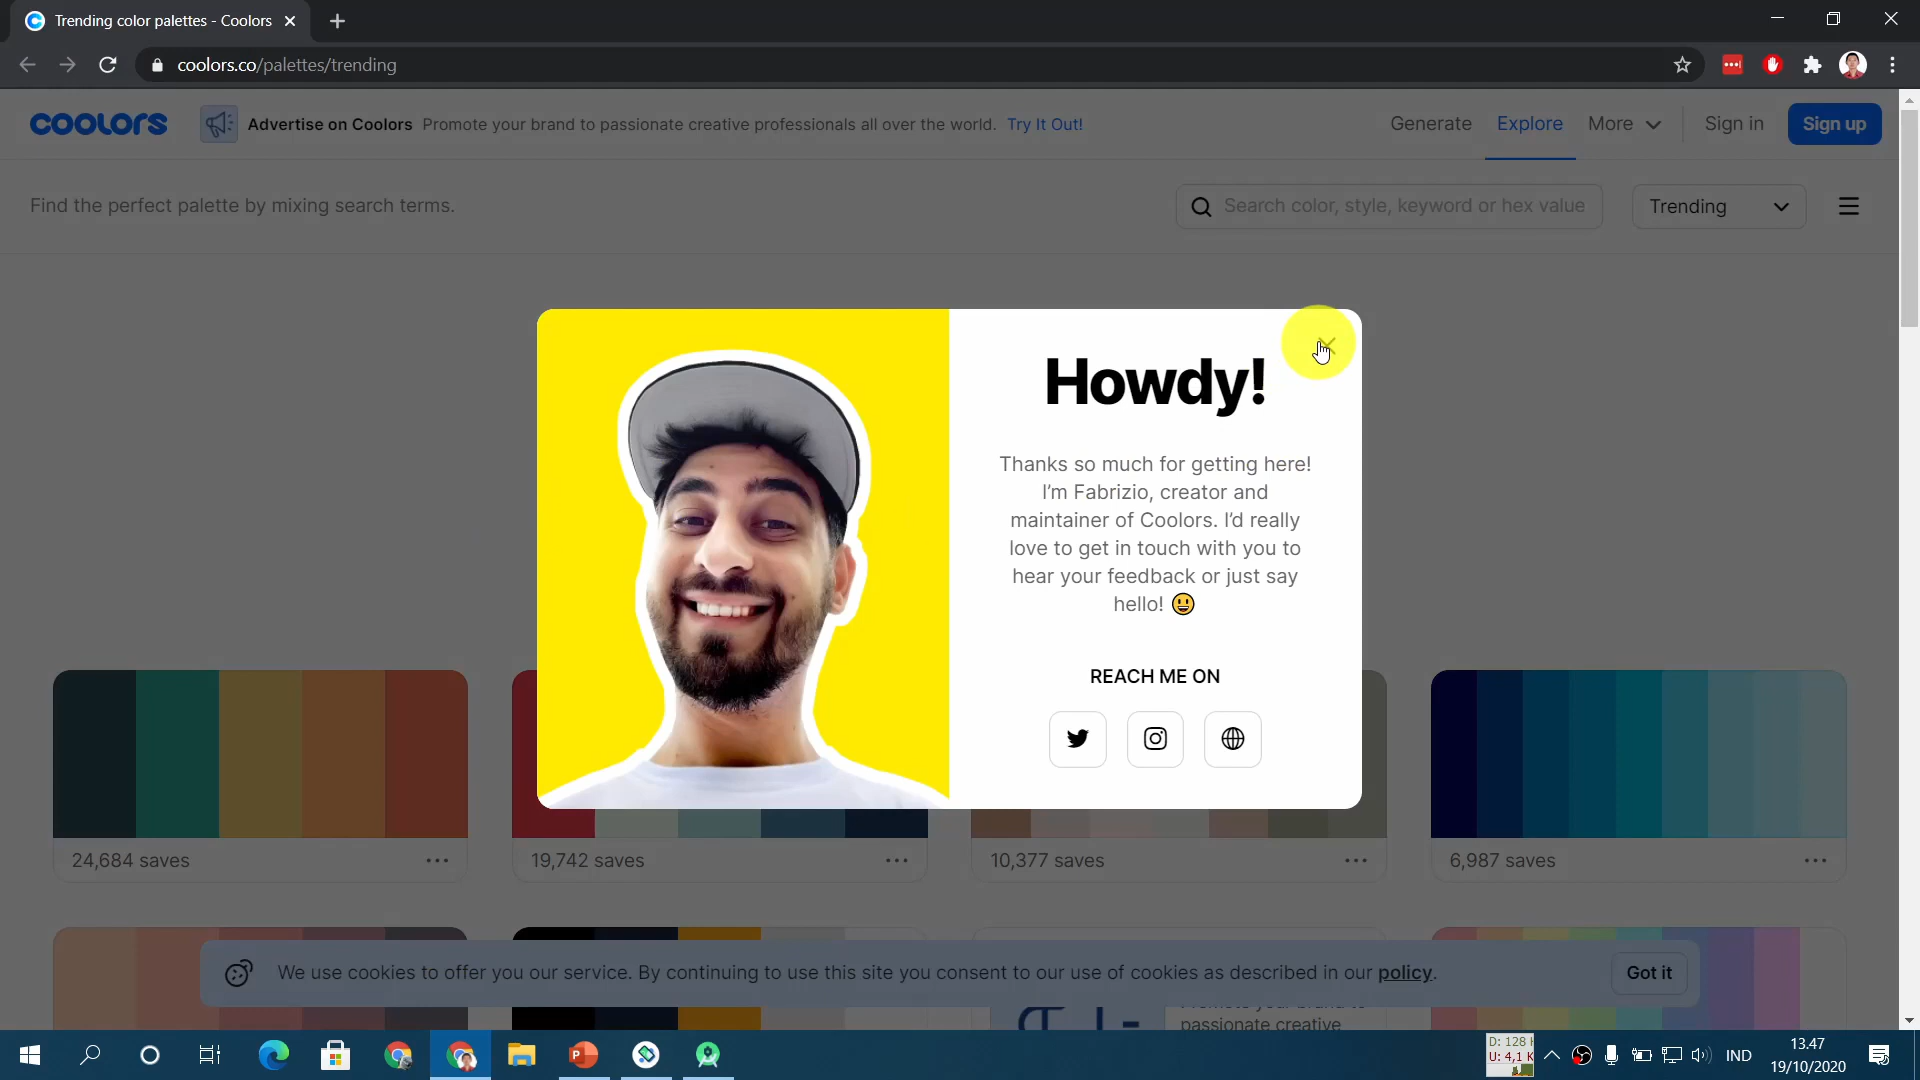 Trending color palettes - Coolors
coolors.co/palettes/trending
coolors
Advertise on Coolors Promote your brand to passionate creative professionals all over the world. Try It Out!
Generate Explore More Sign in Sign up
Find the perfect palette by mixing search terms.
Search color, style, keyword or hex value
Trending
Howdy!
Thanks so much for getting here!
I'm Fabrizio, creator and
maintainer of Coolors. I'd really
love to get in touch with you to
hear your feedback or just say
hello! 😃
REACH ME ON
24,684 saves
19,742 saves
10,377 saves
6,987 saves
We use cookies to offer you our service. By continuing to use this site you consent to our use of cookies as described in our policy.
Got it
passionate creative
D: 128
U: 4,1 K
IND
13.47
19/10/2020